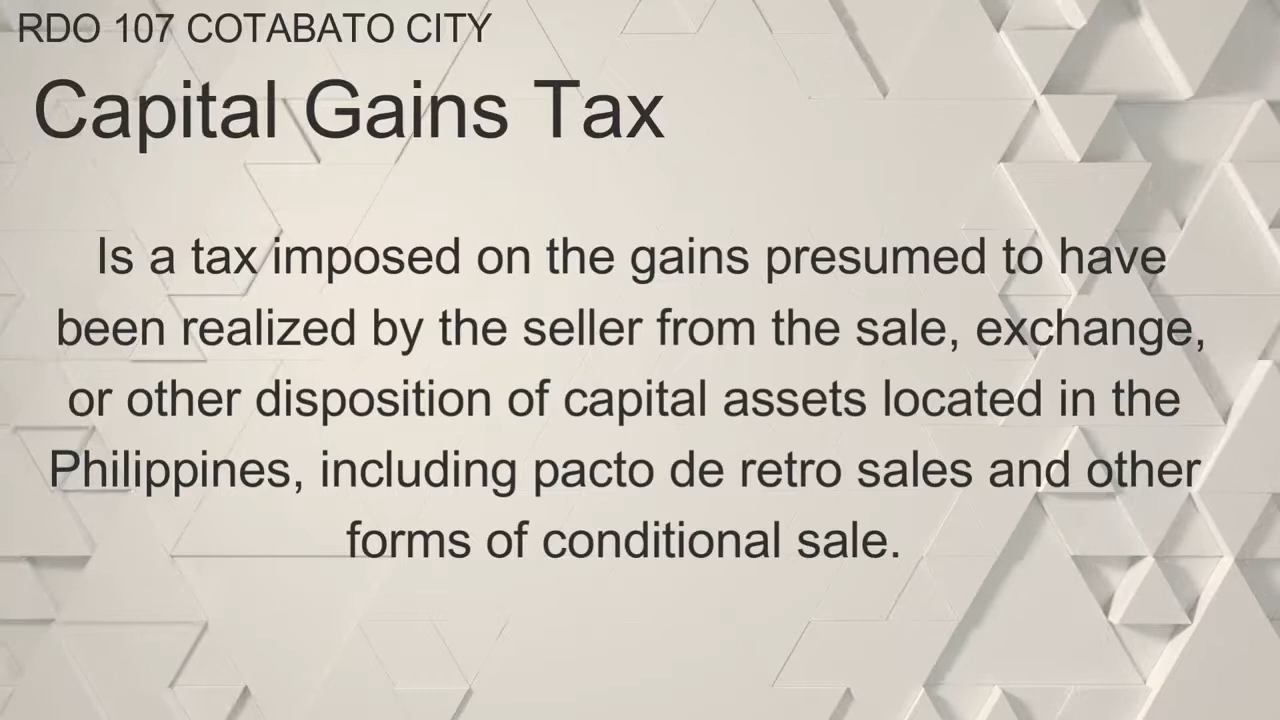 RDO 107 COTABATO CITY
Capital Gains Tax
Is a tax imposed on the gains presumed to have
been realized by the seller from the sale, exchange,
or other disposition of capital assets located in the
Philippines, including pacto de retro sales and other
forms of conditional sale.